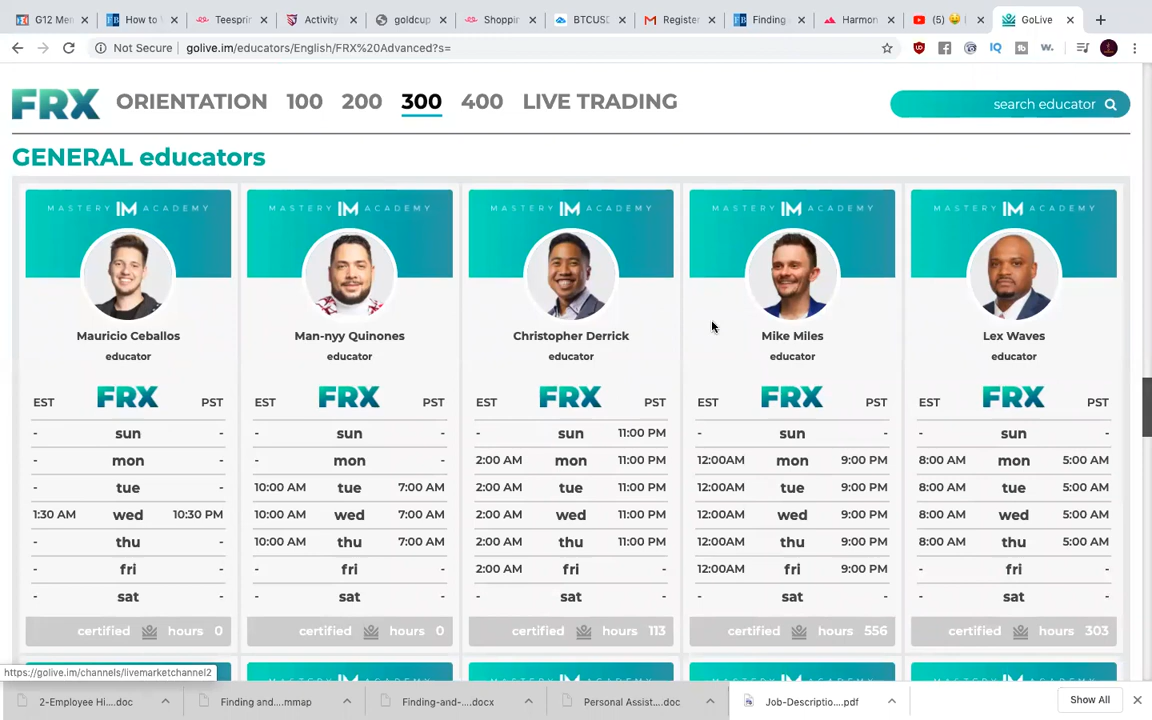 G12 Men
How to
Teesprin
Activity
goldcup
Shoppin
BTCUSD
Register
Finding
Harmon
(5) 🤑
GoLive
Not Secure
golive.im/educators/English/FRX%20Advanced?s=
FRX ORIENTATION 100 200 300 400 LIVE TRADING
search educator
GENERAL educators
MASTERY IM ACADEMY
Mauricio Ceballos
educator
EST FRX PST
- sun -
- mon -
- tue -
1:30 AM wed 10:30 PM
- thu -
- fri -
- sat -
certified hours 0
MASTERY IM ACADEMY
Man-nyy Quinones
educator
EST FRX PST
- sun -
- mon -
10:00 AM tue 7:00 AM
10:00 AM wed 7:00 AM
10:00 AM thu 7:00 AM
- fri -
- sat -
certified hours 0
MASTERY IM ACADEMY
Christopher Derrick
educator
EST FRX PST
- sun 11:00 PM
2:00 AM mon 11:00 PM
2:00 AM tue 11:00 PM
2:00 AM wed 11:00 PM
2:00 AM thu 11:00 PM
2:00 AM fri -
- sat -
certified hours 113
MASTERY IM ACADEMY
Mike Miles
educator
EST FRX PST
- sun -
12:00AM mon 9:00 PM
12:00AM tue 9:00 PM
12:00AM wed 9:00 PM
12:00AM thu 9:00 PM
12:00AM fri 9:00 PM
- sat -
certified hours 556
MASTERY IM ACADEMY
Lex Waves
educator
EST FRX PST
- sun -
8:00 AM mon 5:00 AM
8:00 AM tue 5:00 AM
8:00 AM wed 5:00 AM
8:00 AM thu 5:00 AM
- fri -
- sat -
certified hours 303
https://golive.im/channels/livemarketchannel2
2-Employee Hi....doc
Finding and....mmap
Finding-and-....docx
Personal Assist....doc
Job-Descriptio....pdf
Show All